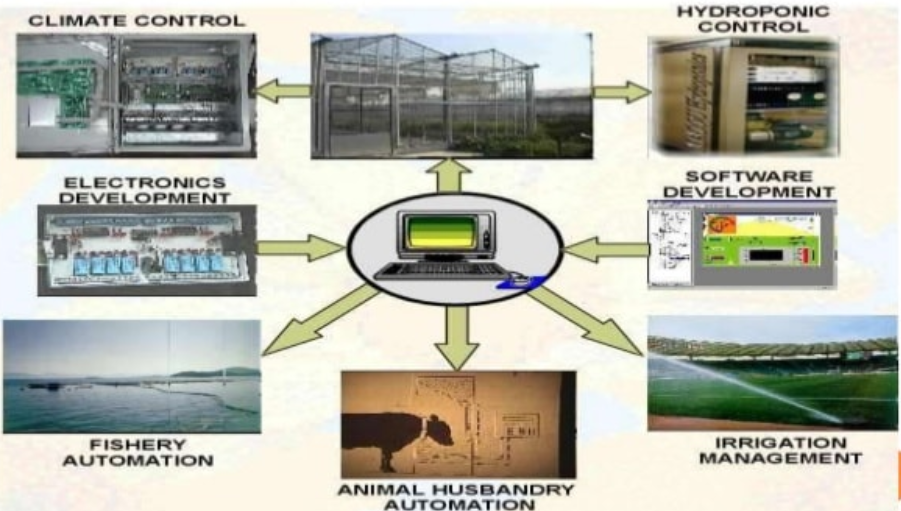 CLIMATE CONTROL
HYDROPONIC
CONTROL
ELECTRONICS
DEVELOPMENT
SOFTWARE
DEVELOPMENT
FISHERY
AUTOMATION
ANIMAL HUSBANDRY
AUTOMATION
IRRIGATION
MANAGEMENT